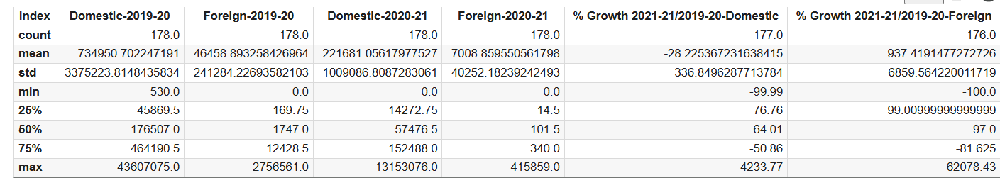 index Domestic-2019-20 Foreign-2019-20 Domestic-2020-21 Foreign-2020-21 % Growth 2021-21/2019-20-Domestic % Growth 2021-21/2019-20-Foreign
count 178.0 178.0 178.0 178.0 177.0 176.0
mean 734950.702247191 46458.893258426964 221681.05617977527 7008.859550561798 -28.225367231638415 937.4191477272726
std 3375223.8148435834 241284.22693582103 1009086.8087283061 40252.18239242493 336.8496287713784 6859.564220011719
min 530.0 0.0 0.0 0.0 -99.99 -100.0
25% 45869.5 169.75 14272.75 14.5 -76.76 -99.00999999999999
50% 176507.0 1747.0 57476.5 101.5 -64.01 -97.0
75% 464190.5 12428.5 152488.0 340.0 -50.86 -81.625
max 43607075.0 2756561.0 13153076.0 415859.0 4233.77 62078.43